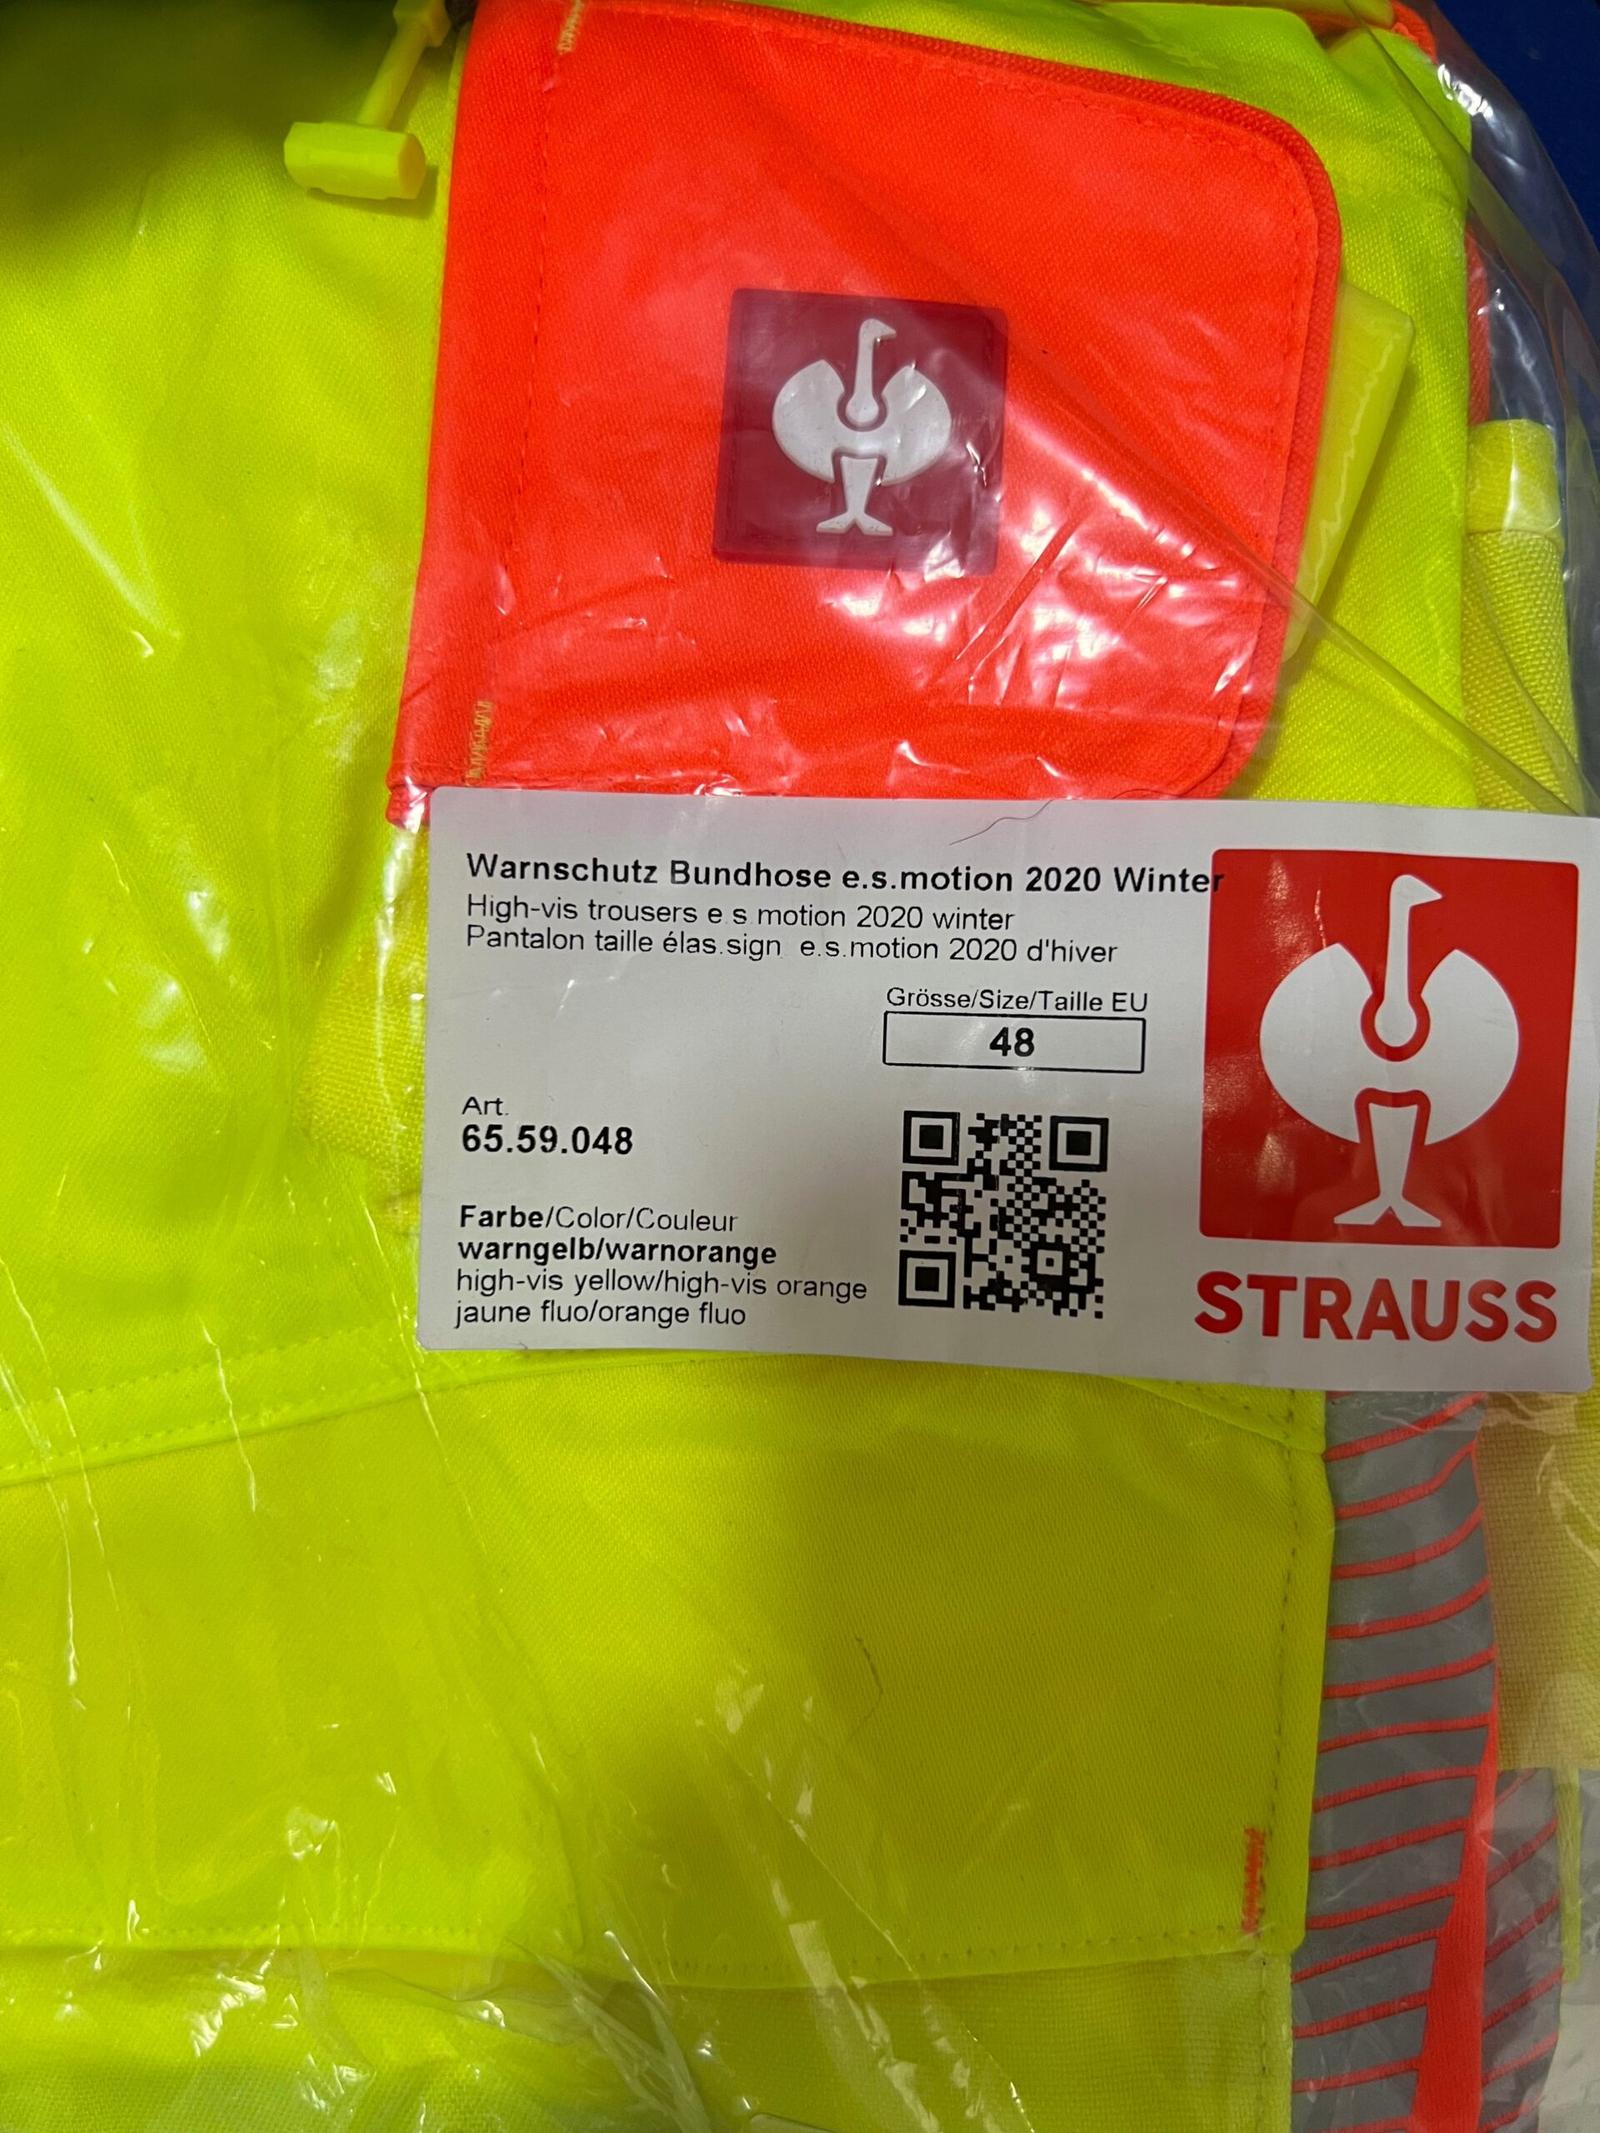 Warnschutz Bundhose e.s.motion 2020 Winter
High-vis trousers e.s.motion 2020 winter
Pantalon taille élas.sign. e.s.motion 2020 d'hiver
Grösse/Size/Taille EU
48
Art.
65.59.048
Farbe/Color/Couleur
warngelb/warnorange
high-vis yellow/high-vis orange
jaune fluo/orange fluo
STRAUSS